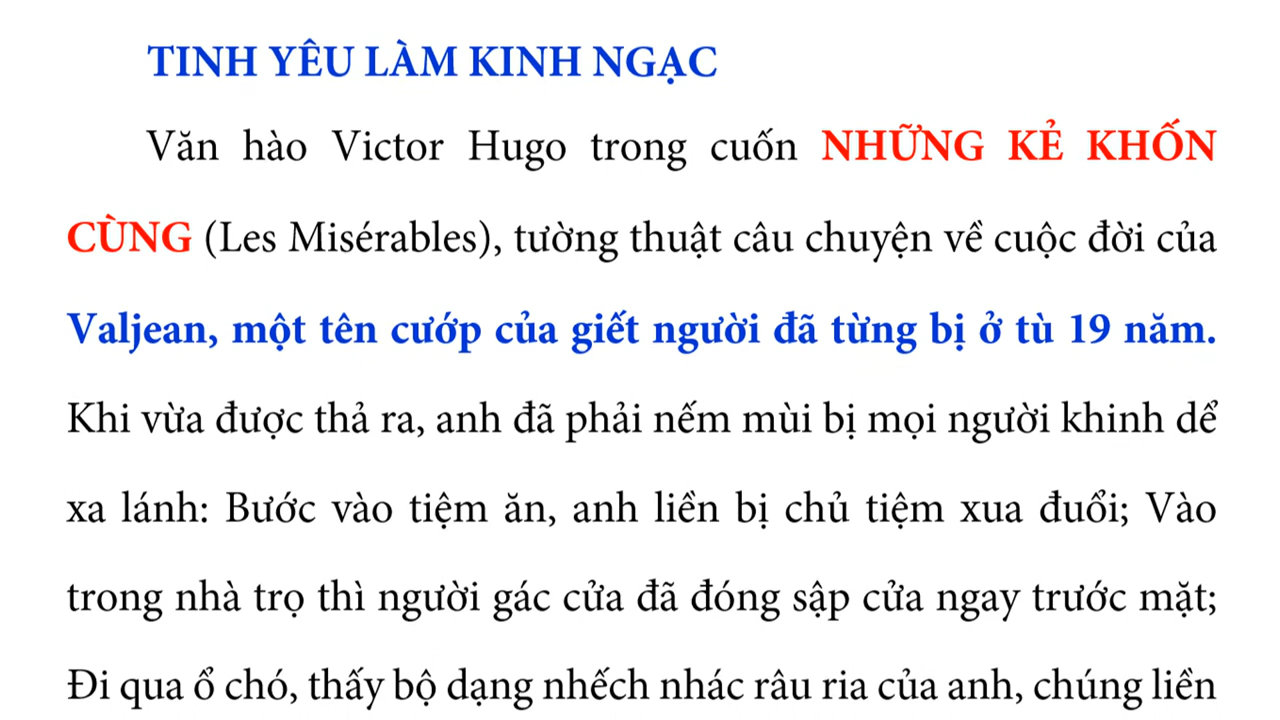 TINH YÊU LÀM KINH NGẠC
Văn hào Victor Hugo trong cuốn NHỮNG KẺ KHỐN
CÙNG (Les Misérables), tường thuật câu chuyện về cuộc đời của
Valjean, một tên cướp của giết người đã từng bị ở tù 19 năm.
Khi vừa được thả ra, anh đã phải nếm mùi bị mọi người khinh dể
xa lánh: Bước vào tiệm ăn, anh liền bị chủ tiệm xua đuổi; Vào
trong nhà trọ thì người gác cửa đã đóng sập cửa ngay trước mặt;
Đi qua ổ chó, thấy bộ dạng nhếch nhác râu ria của anh, chúng liền